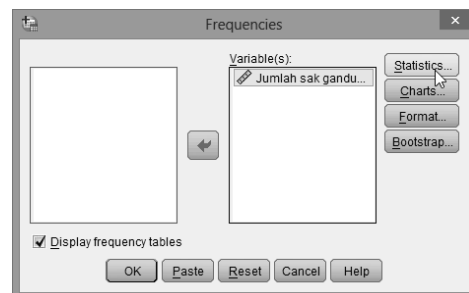 Frequencies
Variable(s):
Jumlah sak gandu...
Statistics...
Charts...
Format...
Bootstrap...
Display frequency tables
OK Paste Reset Cancel Help